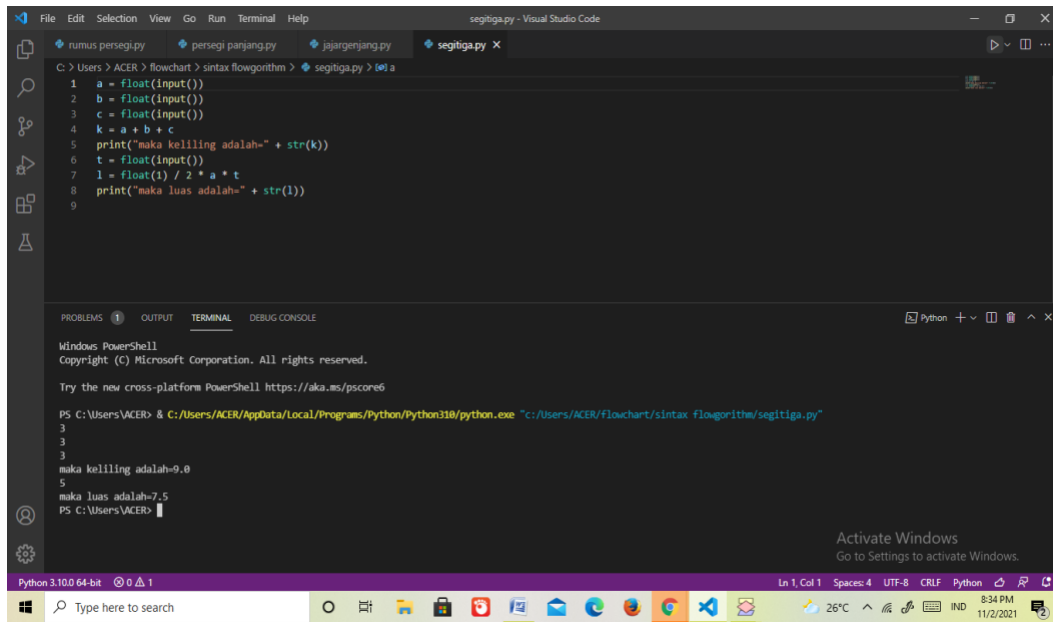 File Edit Selection View Go Run Terminal Help
segitiga.py - Visual Studio Code
rumus persegi.py
persegi panjang.py
jajargenjang.py
segitiga.py
C: > Users > ACER > flowchart > sintax flowgorithm > segitiga.py > a
1 a = float(input())
2 b = float(input())
3 c = float(input())
4 k = a + b + c
5 print("maka keliling adalah=" + str(k))
6 t = float(input())
7 l = float(1) / 2 * a * t
8 print("maka luas adalah=" + str(l))
9
PROBLEMS 1 OUTPUT TERMINAL DEBUG CONSOLE
Python
Windows PowerShell
Copyright (C) Microsoft Corporation. All rights reserved.
Try the new cross-platform PowerShell https://aka.ms/pscore6
PS C:\Users\ACER> & C:/Users/ACER/AppData/Local/Programs/Python/Python310/python.exe "c:/Users/ACER/flowchart/sintax flowgorithm/segitiga.py"
3
3
3
maka keliling adalah=9.0
5
maka luas adalah=7.5
PS C:\Users\ACER>
Activate Windows
Go to Settings to activate Windows.
Python 3.10.0 64-bit 0 1
Ln 1, Col 1 Spaces: 4 UTF-8 CRLF Python
Type here to search
26°C
IND
8:34 PM
11/2/2021
2